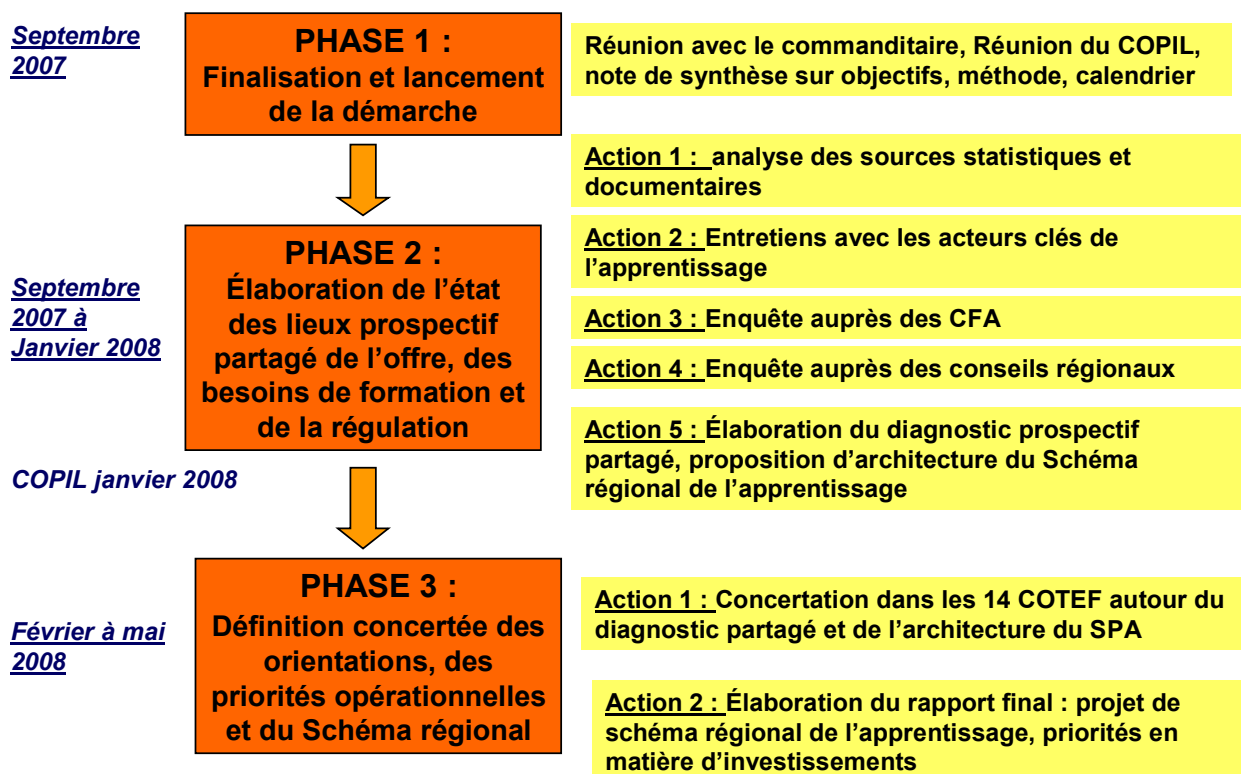 Septembre
2007
PHASE 1 :
Finalisation et lancement
de la démarche
Réunion avec le commanditaire, Réunion du COPIL,
note de synthèse sur objectifs, méthode, calendrier
Septembre
2007 à
Janvier 2008
PHASE 2 :
Élaboration de l’état
des lieux prospectif
partagé de l’offre, des
besoins de formation et
de la régulation
Action 1 : analyse des sources statistiques et
documentaires
Action 2 : Entretiens avec les acteurs clés de
l’apprentissage
Action 3 : Enquête auprès des CFA
Action 4 : Enquête auprès des conseils régionaux
Action 5 : Élaboration du diagnostic prospectif
partagé, proposition d’architecture du Schéma
régional de l’apprentissage
COPIL janvier 2008
Février à mai
2008
PHASE 3 :
Définition concertée des
orientations, des
priorités opérationnelles
et du Schéma régional
Action 1 : Concertation dans les 14 COTEF autour du
diagnostic partagé et de l’architecture du SPA
Action 2 : Élaboration du rapport final : projet de
schéma régional de l’apprentissage, priorités en
matière d’investissements